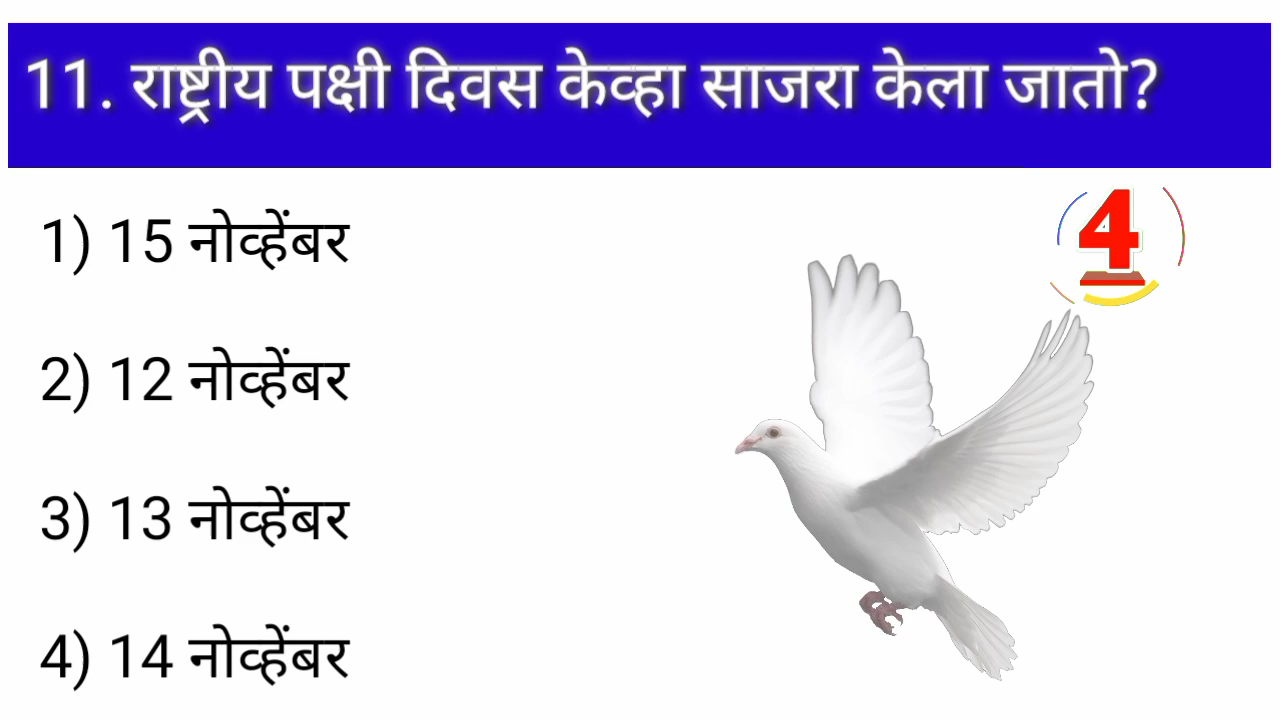 11. राष्ट्रीय पक्षी दिवस केव्हा साजरा केला जातो?
4
1) 15 नोव्हेंबर
2) 12 नोव्हेंबर
3) 13 नोव्हेंबर
4) 14 नोव्हेंबर